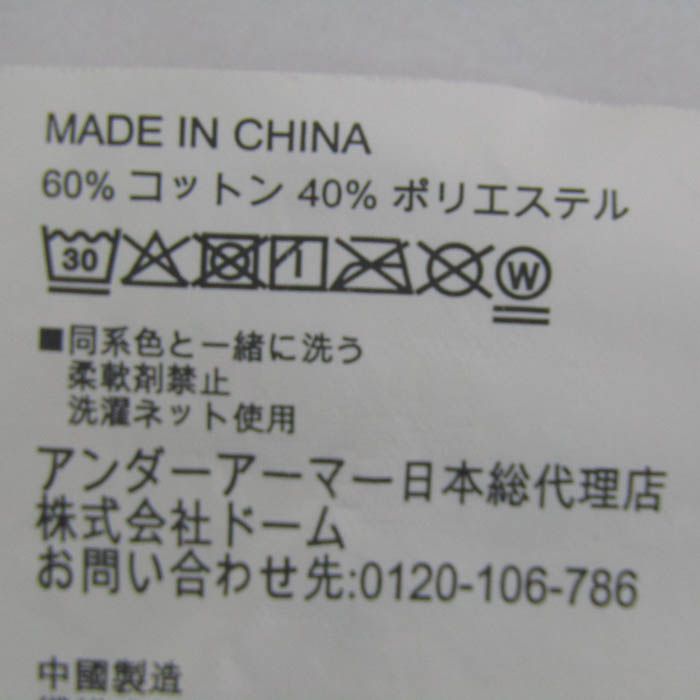 MADE IN CHINA
60% コットン 40% ポリエステル
30 W
■同系色と一緒に洗う
柔軟剤禁止
洗濯ネット使用
アンダーアーマー日本総代理店
株式会社ドーム
お問い合わせ先:0120-106-786
中國製造